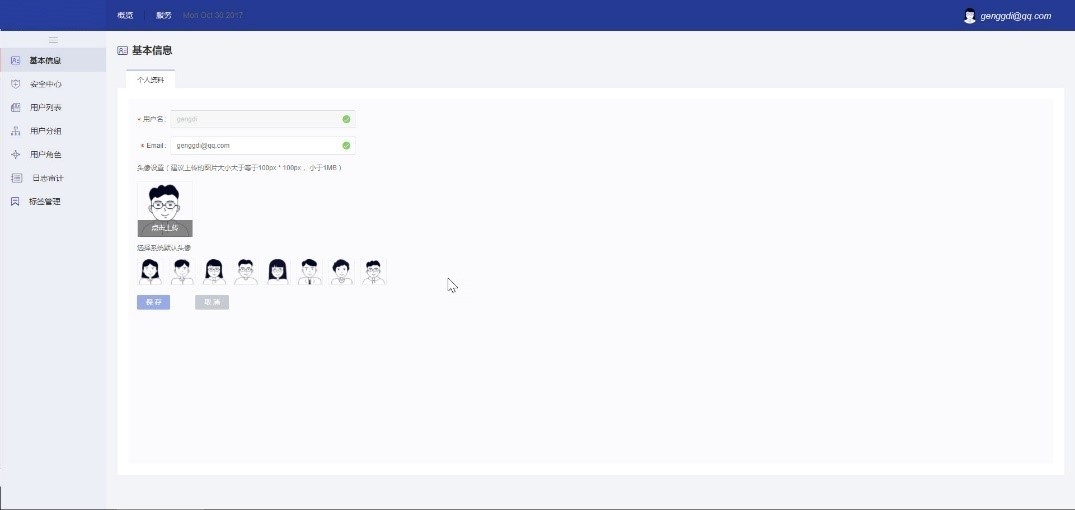 概览 服务 Mon Oct 30 2017 genggdi@qq.com
基本信息
安全中心
用户列表
用户分组
用户角色
日志审计
标签管理
基本信息
个人资料
* 用户名: gengdi
* Email: genggdi@qq.com
头像设置 ( 建议上传的图片大小大于等于100px * 100px ,小于1MB )
点击上传
选择系统默认头像
保 存 取 消